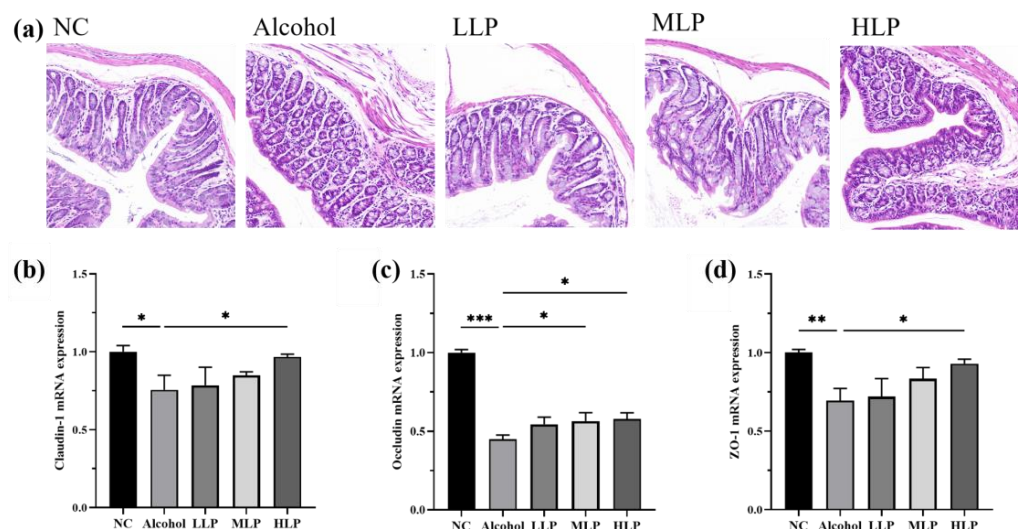 (a) NC Alcohol LLP MLP HLP
(b)
Claudin-1 mRNA expression
1.5
1.0
0.5
0.0
* *
NC Alcohol LLP MLP HLP
(c)
Occludin mRNA expression
1.5
1.0
0.5
0.0
*
*** *
NC Alcohol LLP MLP HLP
(d)
ZO-1 mRNA expression
1.5
1.0
0.5
0.0
** *
NC Alcohol LLP MLP HLP